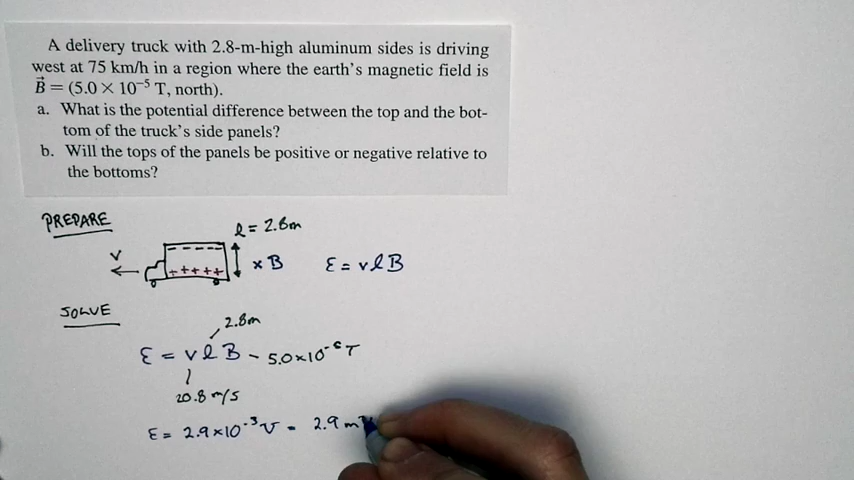 A delivery truck with 2.8-m-high aluminum sides is driving
west at 75 km/h in a region where the earth's magnetic field is
B⃗ = (5.0 × 10⁻⁵ T, north).
a. What is the potential difference between the top and the bot-
tom of the truck's side panels?
b. Will the tops of the panels be positive or negative relative to
the bottoms?
PREPARE
l = 2.8m
v
- - - - -
+ + + + +
× B
ε = vlB
SOLVE
2.8m
ε = vlB - 5.0×10⁻⁵ T
20.8 m/s
ε = 2.9×10⁻³ V = 2.9 m